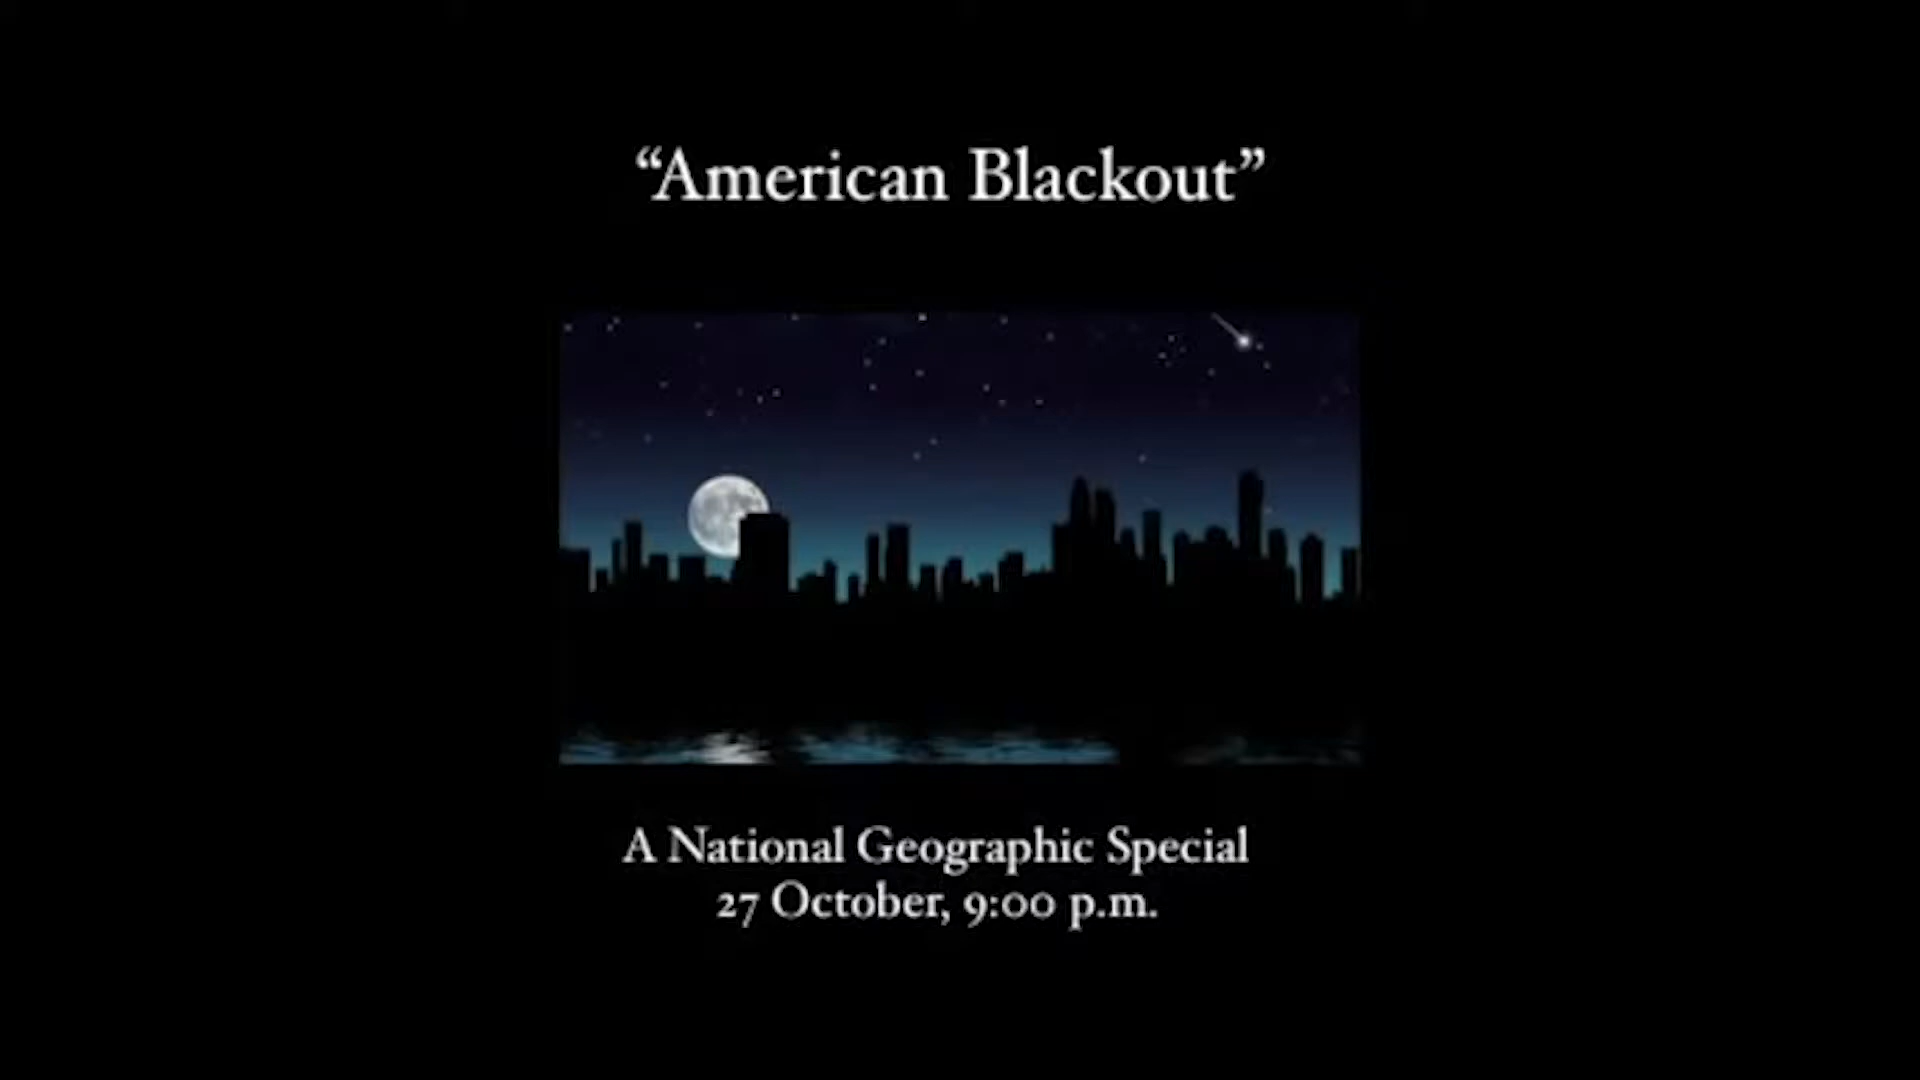 “American Blackout”
A National Geographic Special
27 October, 9:00 p.m.